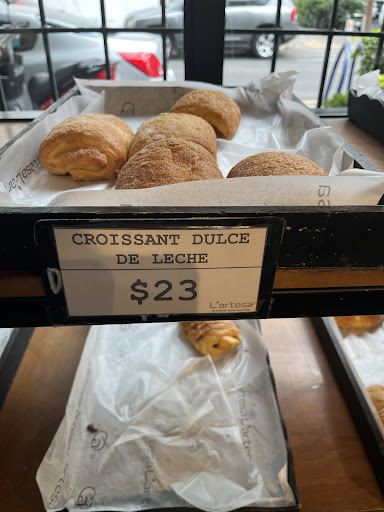 CROISSANT DULCE
DE LECHE
$23
L'artesa